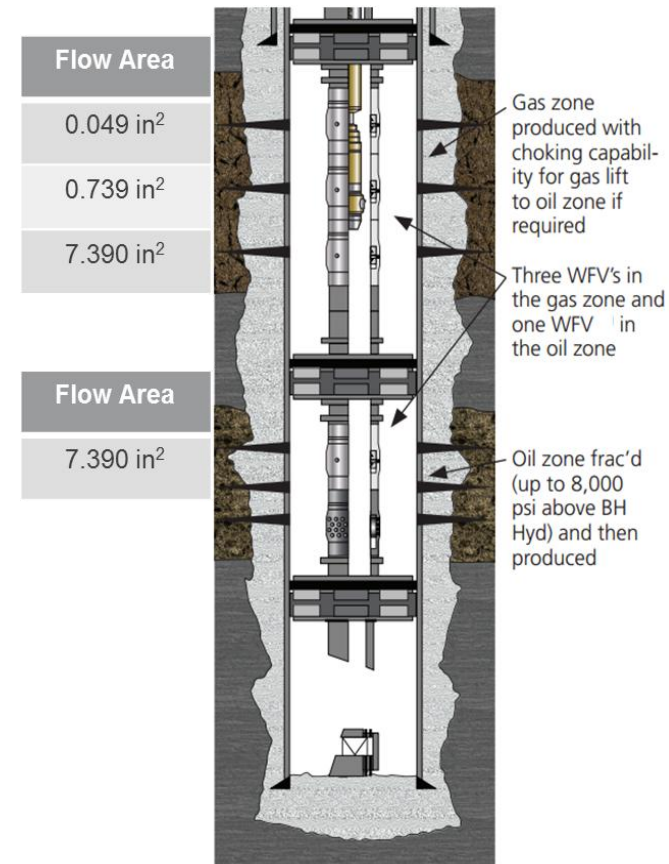 Flow Area
0.049 in²
0.739 in²
7.390 in²
Gas zone
produced with
choking capabil-
ity for gas lift
to oil zone if
required
Three WFV's in
the gas zone and
one WFV in
the oil zone
Flow Area
7.390 in²
Oil zone frac'd
(up to 8,000
psi above BH
Hyd) and then
produced